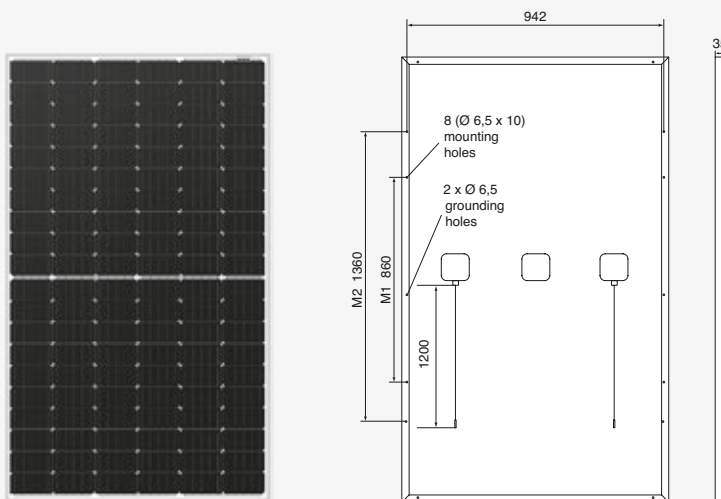 942
8 (Ø 6,5 x 10)
mounting
holes
2 x Ø 6,5
grounding
holes
M2 1360
M1 860
1200